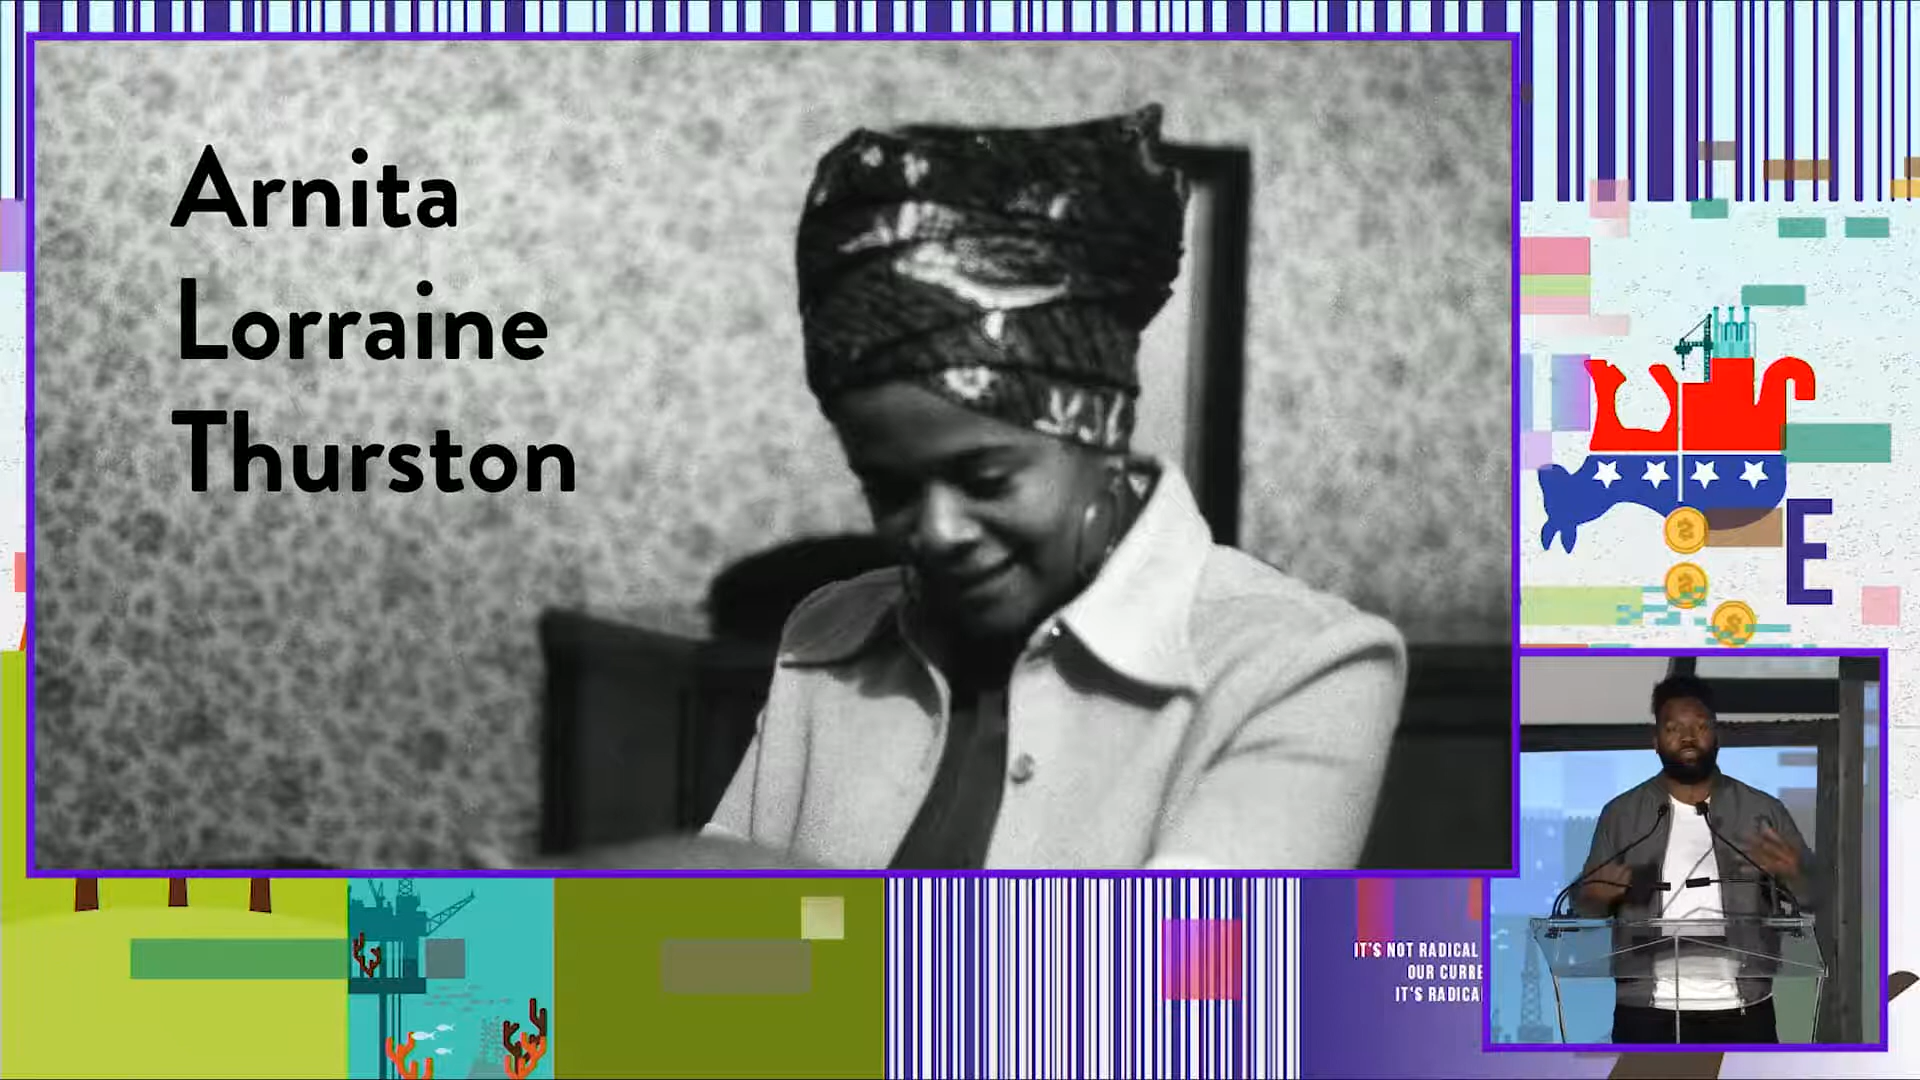 Arnita
Lorraine
Thurston
E
IT'S NOT RADICAL
OUR CURRE
IT'S RADICA